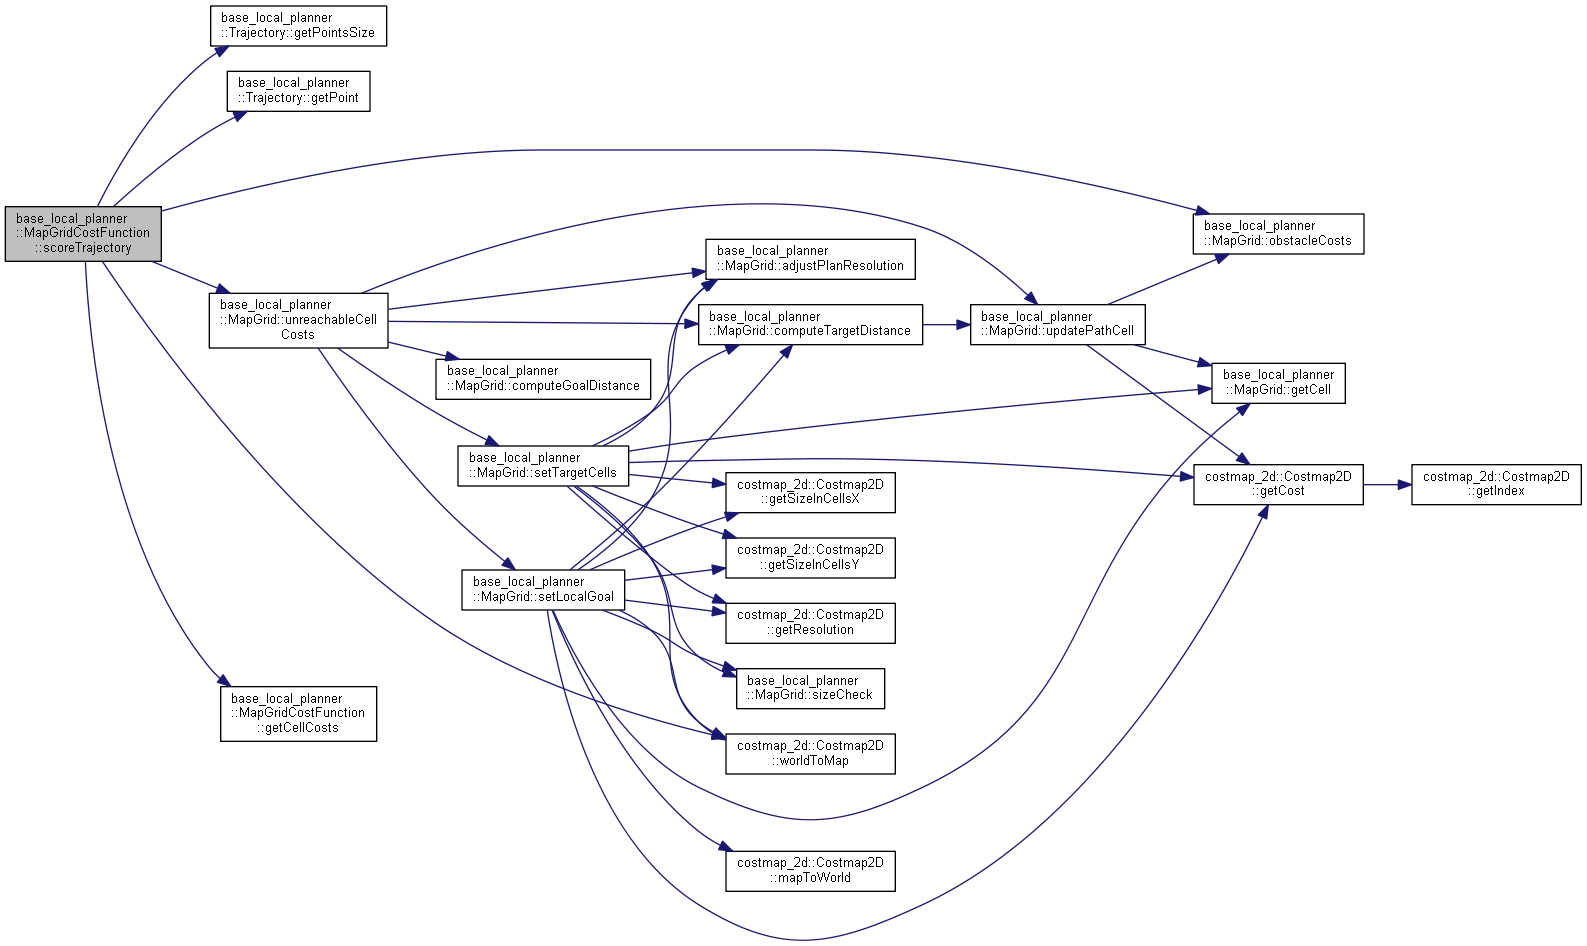 base_local_planner
::Trajectory::getPointsSize
base_local_planner
::Trajectory::getPoint
base_local_planner
::MapGridCostFunction
::scoreTrajectory
base_local_planner
::MapGrid::obstacleCosts
base_local_planner
::MapGrid::adjustPlanResolution
base_local_planner
::MapGrid::unreachableCell
Costs
base_local_planner
::MapGrid::computeTargetDistance
base_local_planner
::MapGrid::updatePathCell
base_local_planner
::MapGrid::computeGoalDistance
base_local_planner
::MapGrid::getCell
base_local_planner
::MapGrid::setTargetCells
costmap_2d::Costmap2D
::getSizeInCellsX
costmap_2d::Costmap2D
::getCost
costmap_2d::Costmap2D
::getIndex
costmap_2d::Costmap2D
::getSizeInCellsY
base_local_planner
::MapGrid::setLocalGoal
costmap_2d::Costmap2D
::getResolution
base_local_planner
::MapGrid::sizeCheck
base_local_planner
::MapGridCostFunction
::getCellCosts
costmap_2d::Costmap2D
::worldToMap
costmap_2d::Costmap2D
::mapToWorld